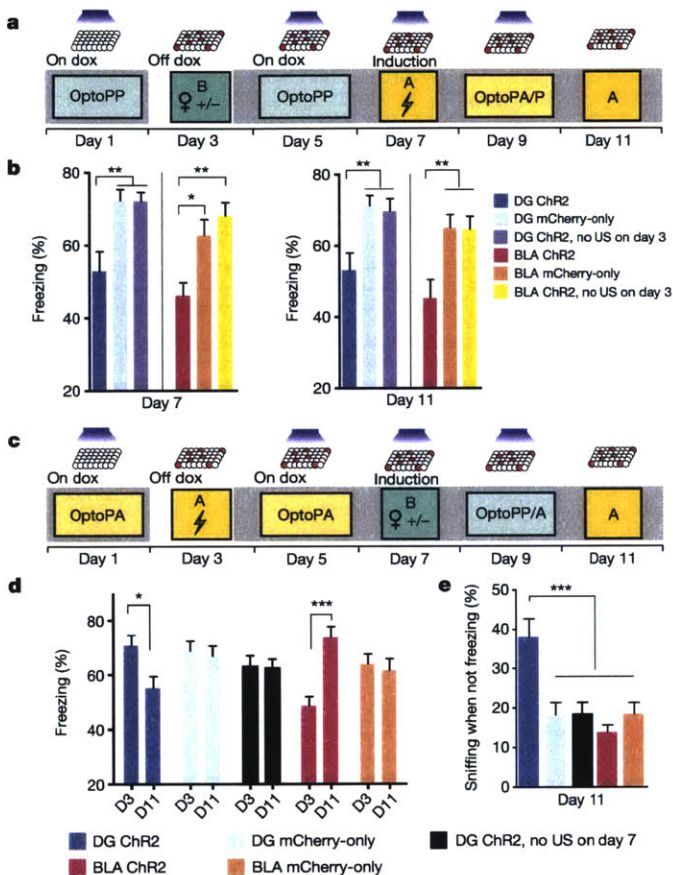 a
On dox Off dox On dox Induction
OptoPP B ♀ +/− OptoPP A OptoPA/P A
Day 1 Day 3 Day 5 Day 7 Day 9 Day 11
b
80
60
40
20
Freezing (%)
**
**
*
Day 7
80
60
40
20
Freezing (%)
**
**
Day 11
DG ChR2
DG mCherry-only
DG ChR2, no US on day 3
BLA ChR2
BLA mCherry-only
BLA ChR2, no US on day 3
c
On dox Off dox On dox Induction
OptoPA A OptoPA B ♀ +/− OptoPP/A A
Day 1 Day 3 Day 5 Day 7 Day 9 Day 11
d
80
60
40
20
Freezing (%)
*
***
D3 D11 D3 D11 D3 D11 D3 D11 D3 D11
e
50
40
30
20
10
0
Sniffing when not freezing (%)
***
Day 11
DG ChR2 DG mCherry-only DG ChR2, no US on day 7
BLA ChR2 BLA mCherry-only